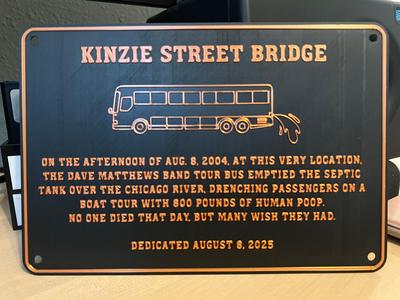 KINZIE STREET BRIDGE
ON THE AFTERNOON OF AUG. 8, 2004, AT THIS VERY LOCATION,
THE DAVE MATTHEWS BAND TOUR BUS EMPTIED THE SEPTIC
TANK OVER THE CHICAGO RIVER, DRENCHING PASSENGERS ON A
BOAT TOUR WITH 800 POUNDS OF HUMAN POOP.
NO ONE DIED THAT DAY, BUT MANY WISH THEY HAD.
DEDICATED AUGUST 8, 2025